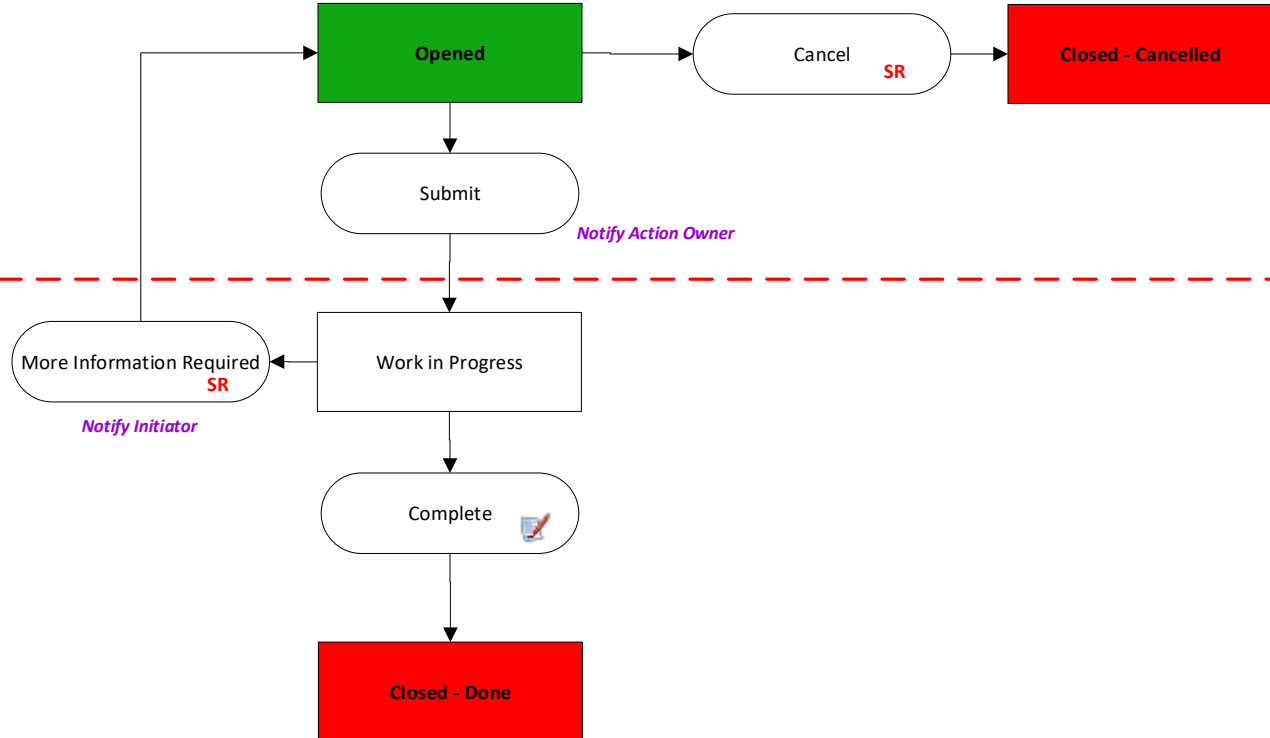 Opened
Cancel
SR
Closed - Cancelled
Submit
Notify Action Owner
More Information Required
SR
Work in Progress
Notify Initiator
Complete
Closed - Done